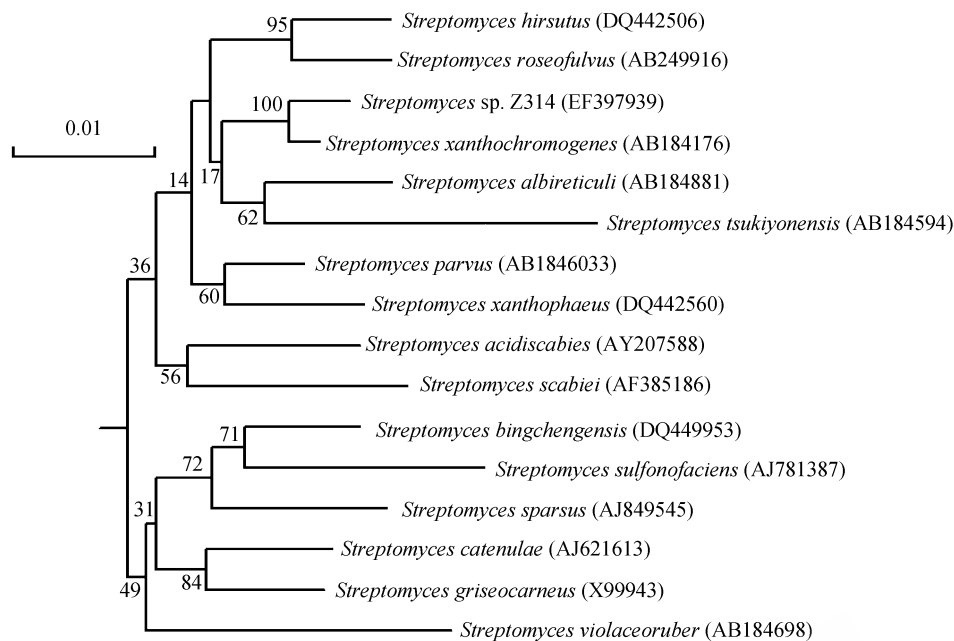 95
Streptomyces hirsutus (DQ442506)
Streptomyces roseofulvus (AB249916)
100
Streptomyces sp. Z314 (EF397939)
0.01
Streptomyces xanthochromogenes (AB184176)
14
17
Streptomyces albireticuli (AB184881)
62
Streptomyces tsukiyonensis (AB184594)
36
Streptomyces parvus (AB1846033)
60
Streptomyces xanthophaeus (DQ442560)
Streptomyces acidiscabies (AY207588)
56
Streptomyces scabiei (AF385186)
71
Streptomyces bingchengensis (DQ449953)
72
Streptomyces sulfonofaciens (AJ781387)
31
Streptomyces sparsus (AJ849545)
Streptomyces catenulae (AJ621613)
49
84
Streptomyces griseocarneus (X99943)
Streptomyces violaceoruber (AB184698)